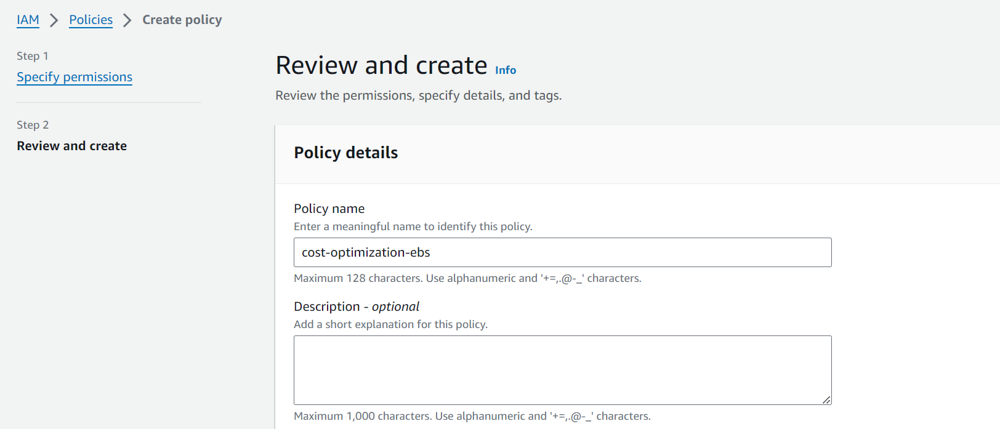 IAM > Policies > Create policy
Step 1
Specify permissions
Step 2
Review and create
Review and create Info
Review the permissions, specify details, and tags.
Policy details
Policy name
Enter a meaningful name to identify this policy.
cost-optimization-ebs
Maximum 128 characters. Use alphanumeric and '+=,.@-_' characters.
Description - optional
Add a short explanation for this policy.
Maximum 1,000 characters. Use alphanumeric and '+=,.@-_' characters.